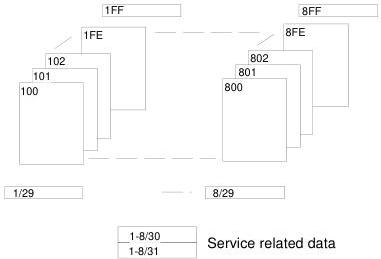 1FF 8FF
1FE 8FE
102 802
101 801
100 800
1/29 8/29
1-8/30
Service related data
1-8/31